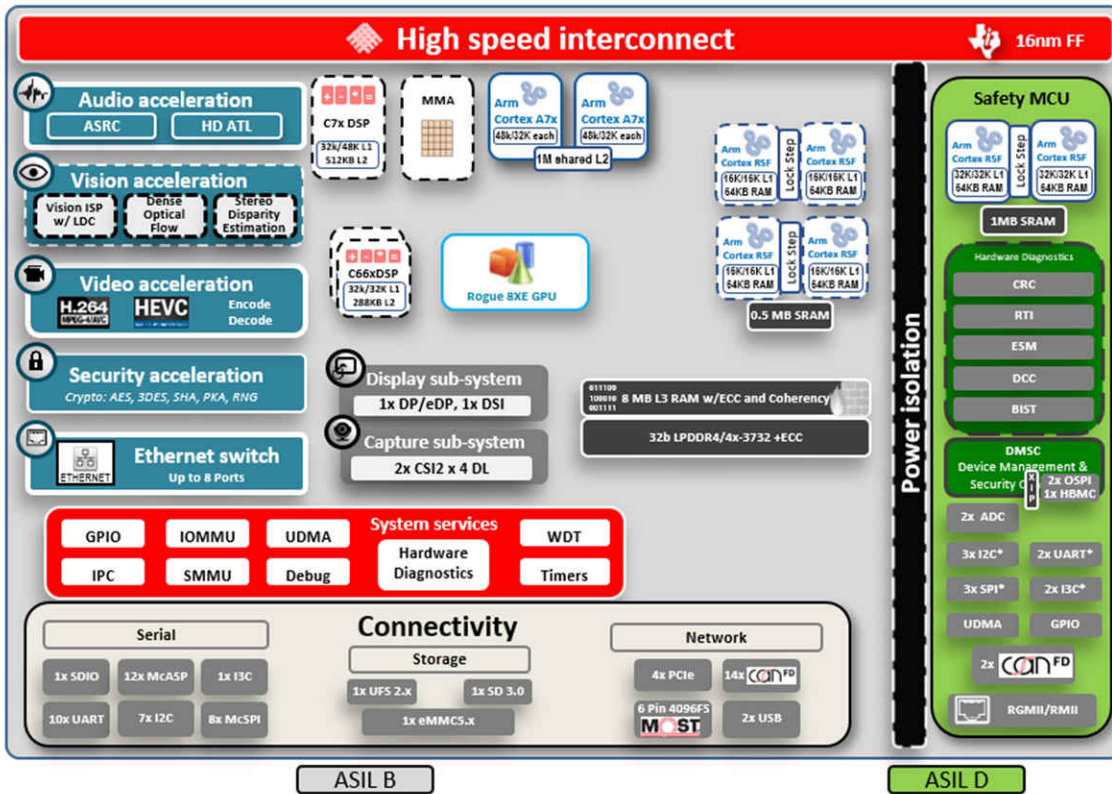 High speed interconnect
16nm FF
Audio acceleration
ASRC
HD ATL
Vision acceleration
Vision ISP
w/ LDC
Dense
Optical
Flow
Stereo
Disparity
Estimation
Video acceleration
H.264
MPEG-4/AVC
HEVC
Encode
Decode
Security acceleration
Crypto: AES, 3DES, SHA, PKA, RNG
Ethernet switch
Up to 8 Ports
ETHERNET
C7x DSP
32k/48K L1
512KB L2
MMA
Arm
Cortex A7x
48k/32K each
Arm
Cortex A7x
48k/32K each
1M shared L2
C66xDSP
32k/32K L1
288KB L2
Rogue 8XE GPU
Arm
Cortex R5F
16K/16K L1
64KB RAM
Lock Step
Arm
Cortex R5F
16K/16K L1
64KB RAM
Arm
Cortex R5F
16K/16K L1
64KB RAM
Lock Step
Arm
Cortex R5F
16K/16K L1
64KB RAM
0.5 MB SRAM
Display sub-system
1x DP/eDP, 1x DSI
Capture sub-system
2x CSI2 x 4 DL
011100
100010
001111
8 MB L3 RAM w/ECC and Coherency
32b LPDDR4/4x-3732 +ECC
System services
GPIO
IOMMU
UDMA
Hardware
Diagnostics
WDT
IPC
SMMU
Debug
Timers
Connectivity
Serial
1x SDIO
12x McASP
1x I3C
10x UART
7x I2C
8x McSPI
Storage
1x UFS 2.x
1x SD 3.0
1x eMMC5.x
Network
4x PCIe
14x CAN FD
6 Pin 4096FS
MOST
2x USB
Power isolation
Safety MCU
Arm
Cortex R5F
32K/32K L1
64KB RAM
Lock Step
Arm
Cortex R5F
32K/32K L1
64KB RAM
1MB SRAM
Hardware Diagnostics
CRC
RTI
ESM
DCC
BIST
DMSC
Device Management &
Security
XIP
2x OSPI
1x HBMC
2x ADC
3x I2C*
2x UART*
3x SPI*
2x I3C*
UDMA
GPIO
2x CAN FD
RGMII/RMII
ASIL B
ASIL D